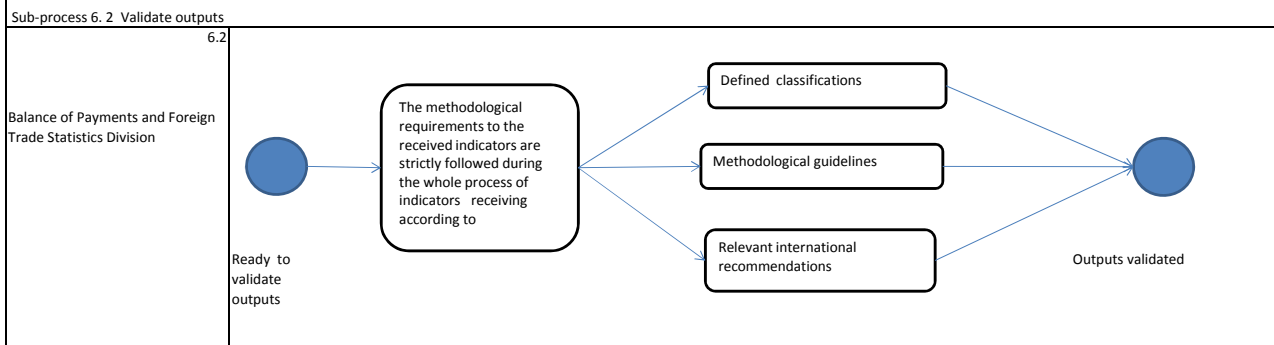 Sub-process 6. 2 Validate outputs
6.2
Balance of Payments and Foreign
Trade Statistics Division
Ready to
validate
outputs
The methodological
requirements to the
received indicators are
strictly followed during
the whole process of
indicators receiving
according to
Defined classifications
Methodological guidelines
Relevant international
recommendations
Outputs validated